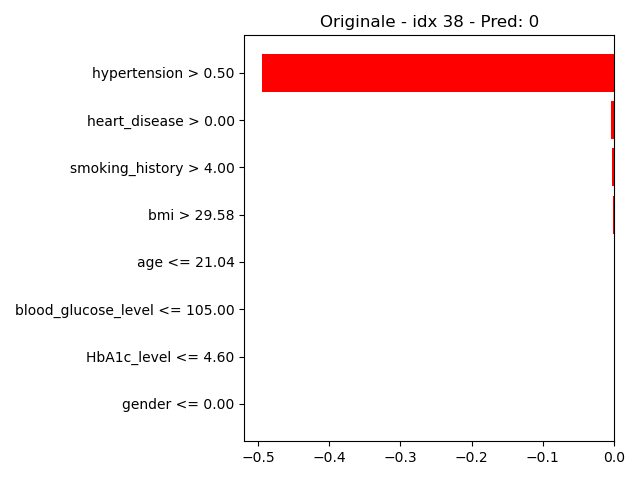 Originale - idx 38 - Pred: 0
hypertension > 0.50
heart_disease > 0.00
smoking_history > 4.00
bmi > 29.58
age <= 21.04
blood_glucose_level <= 105.00
HbA1c_level <= 4.60
gender <= 0.00
−0.5 −0.4 −0.3 −0.2 −0.1 0.0